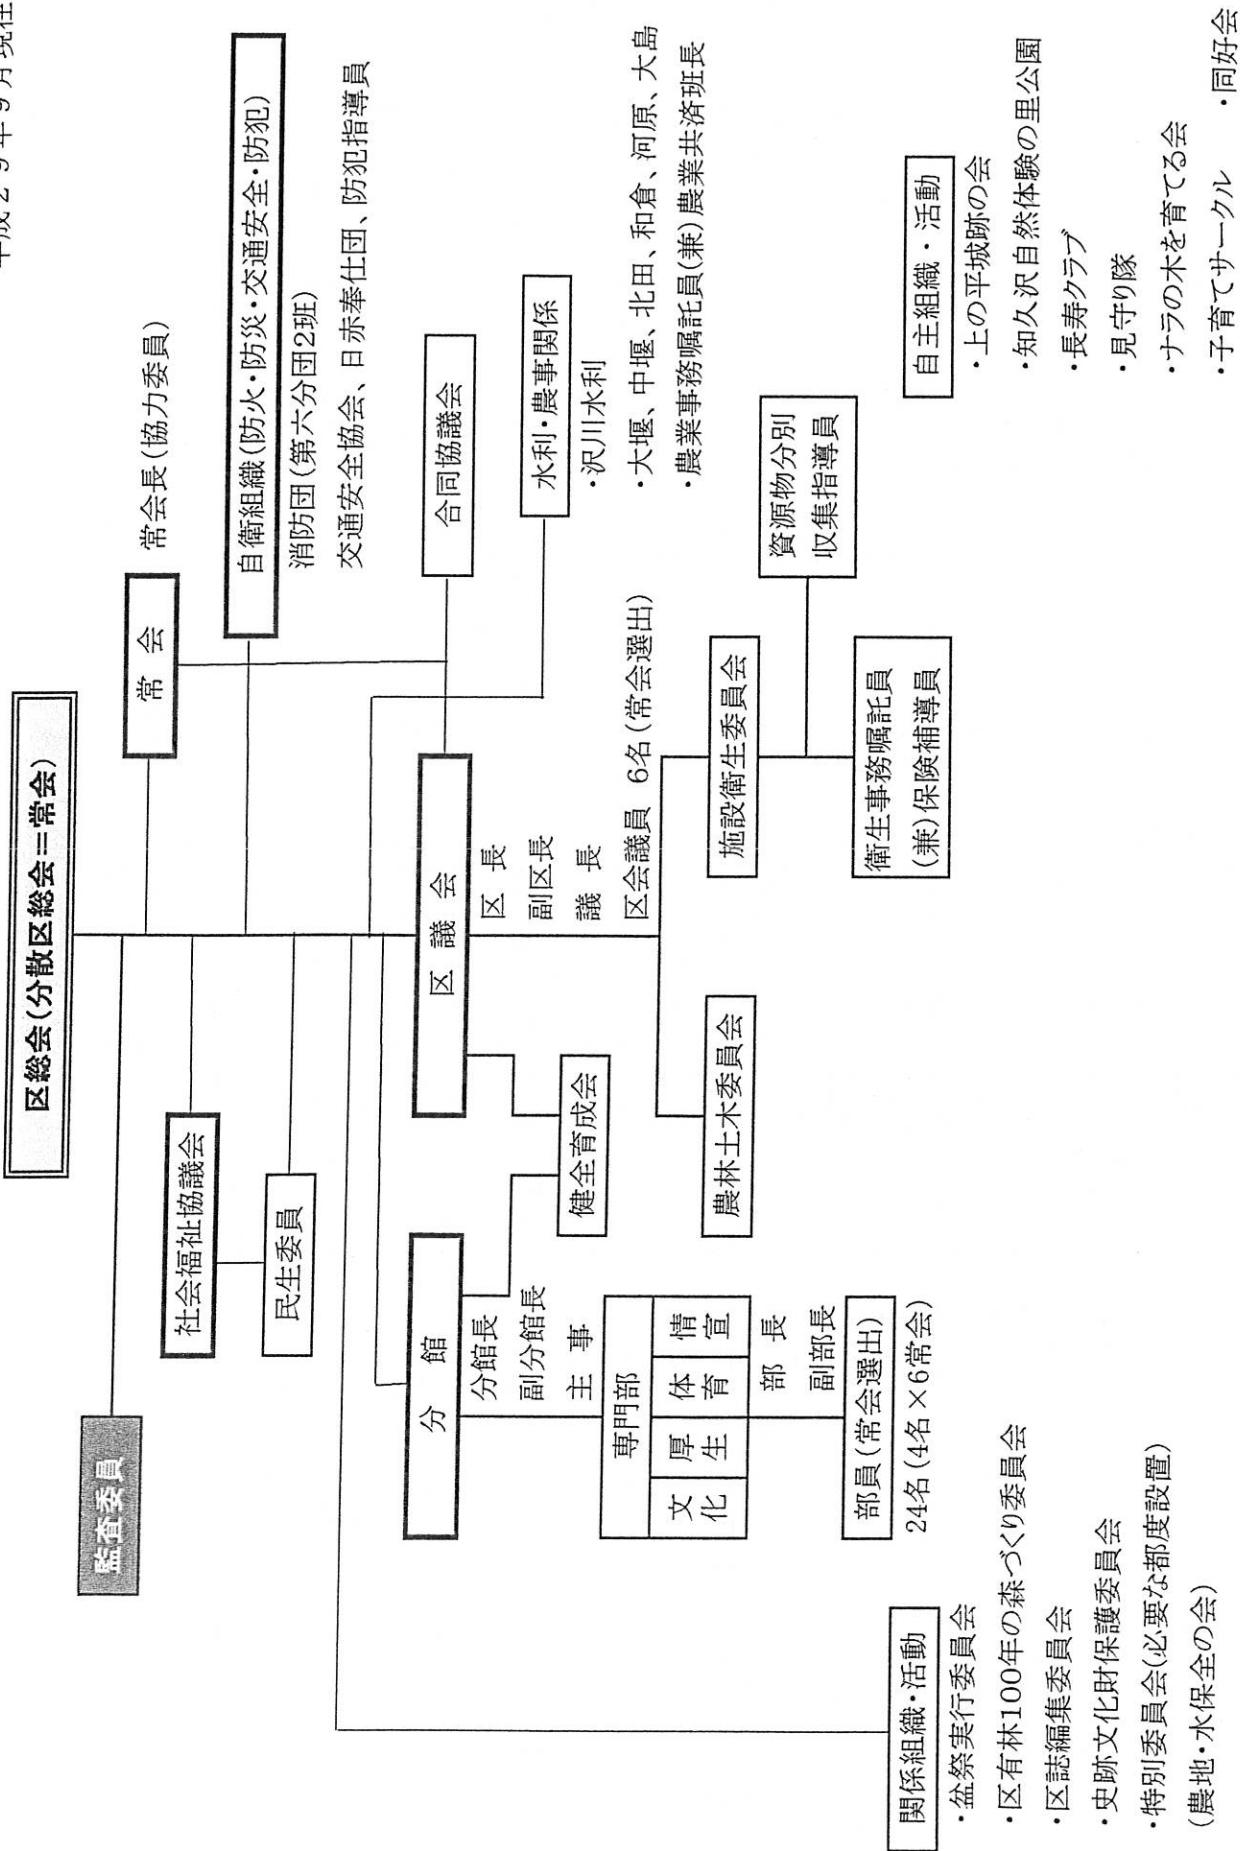 平成29年9月現在
区総会(分散区総会=常会)
監査委員
常会
常会長(協力委員)
社会福祉協議会
自衛組織(防火・防災・交通安全・防犯)
消防団(第六分団2班)
交通安全協会、日赤奉仕団、防犯指導員
民生委員
分館
区議会
合同協議会
分館長
副分館長
主事
区長
副区長
議長
区会議員 6名(常会選出)
水利・農事関係
・沢川水利
・大堰、中堰、北田、和倉、河原、大島
・農業事務嘱託員(兼)農業共済班長
健全育成会
専門部
文化
厚生
体育
情宣
部長
副部長
部員(常会選出)
24名(4名×6常会)
農林土木委員会
施設衛生委員会
資源物分別
収集指導員
衛生事務嘱託員
(兼)保険補導員
関係組織・活動
・盆祭実行委員会
・区有林100年の森づくり委員会
・区誌編集委員会
・史跡文化財保護委員会
・特別委員会(必要な都度設置)
(農地・水保全の会)
自主組織・活動
・上の平城跡の会
・知久沢自然体験の里公園
・長寿クラブ
・見守り隊
・ナラの木を育てる会
・子育てサークル ・同好会